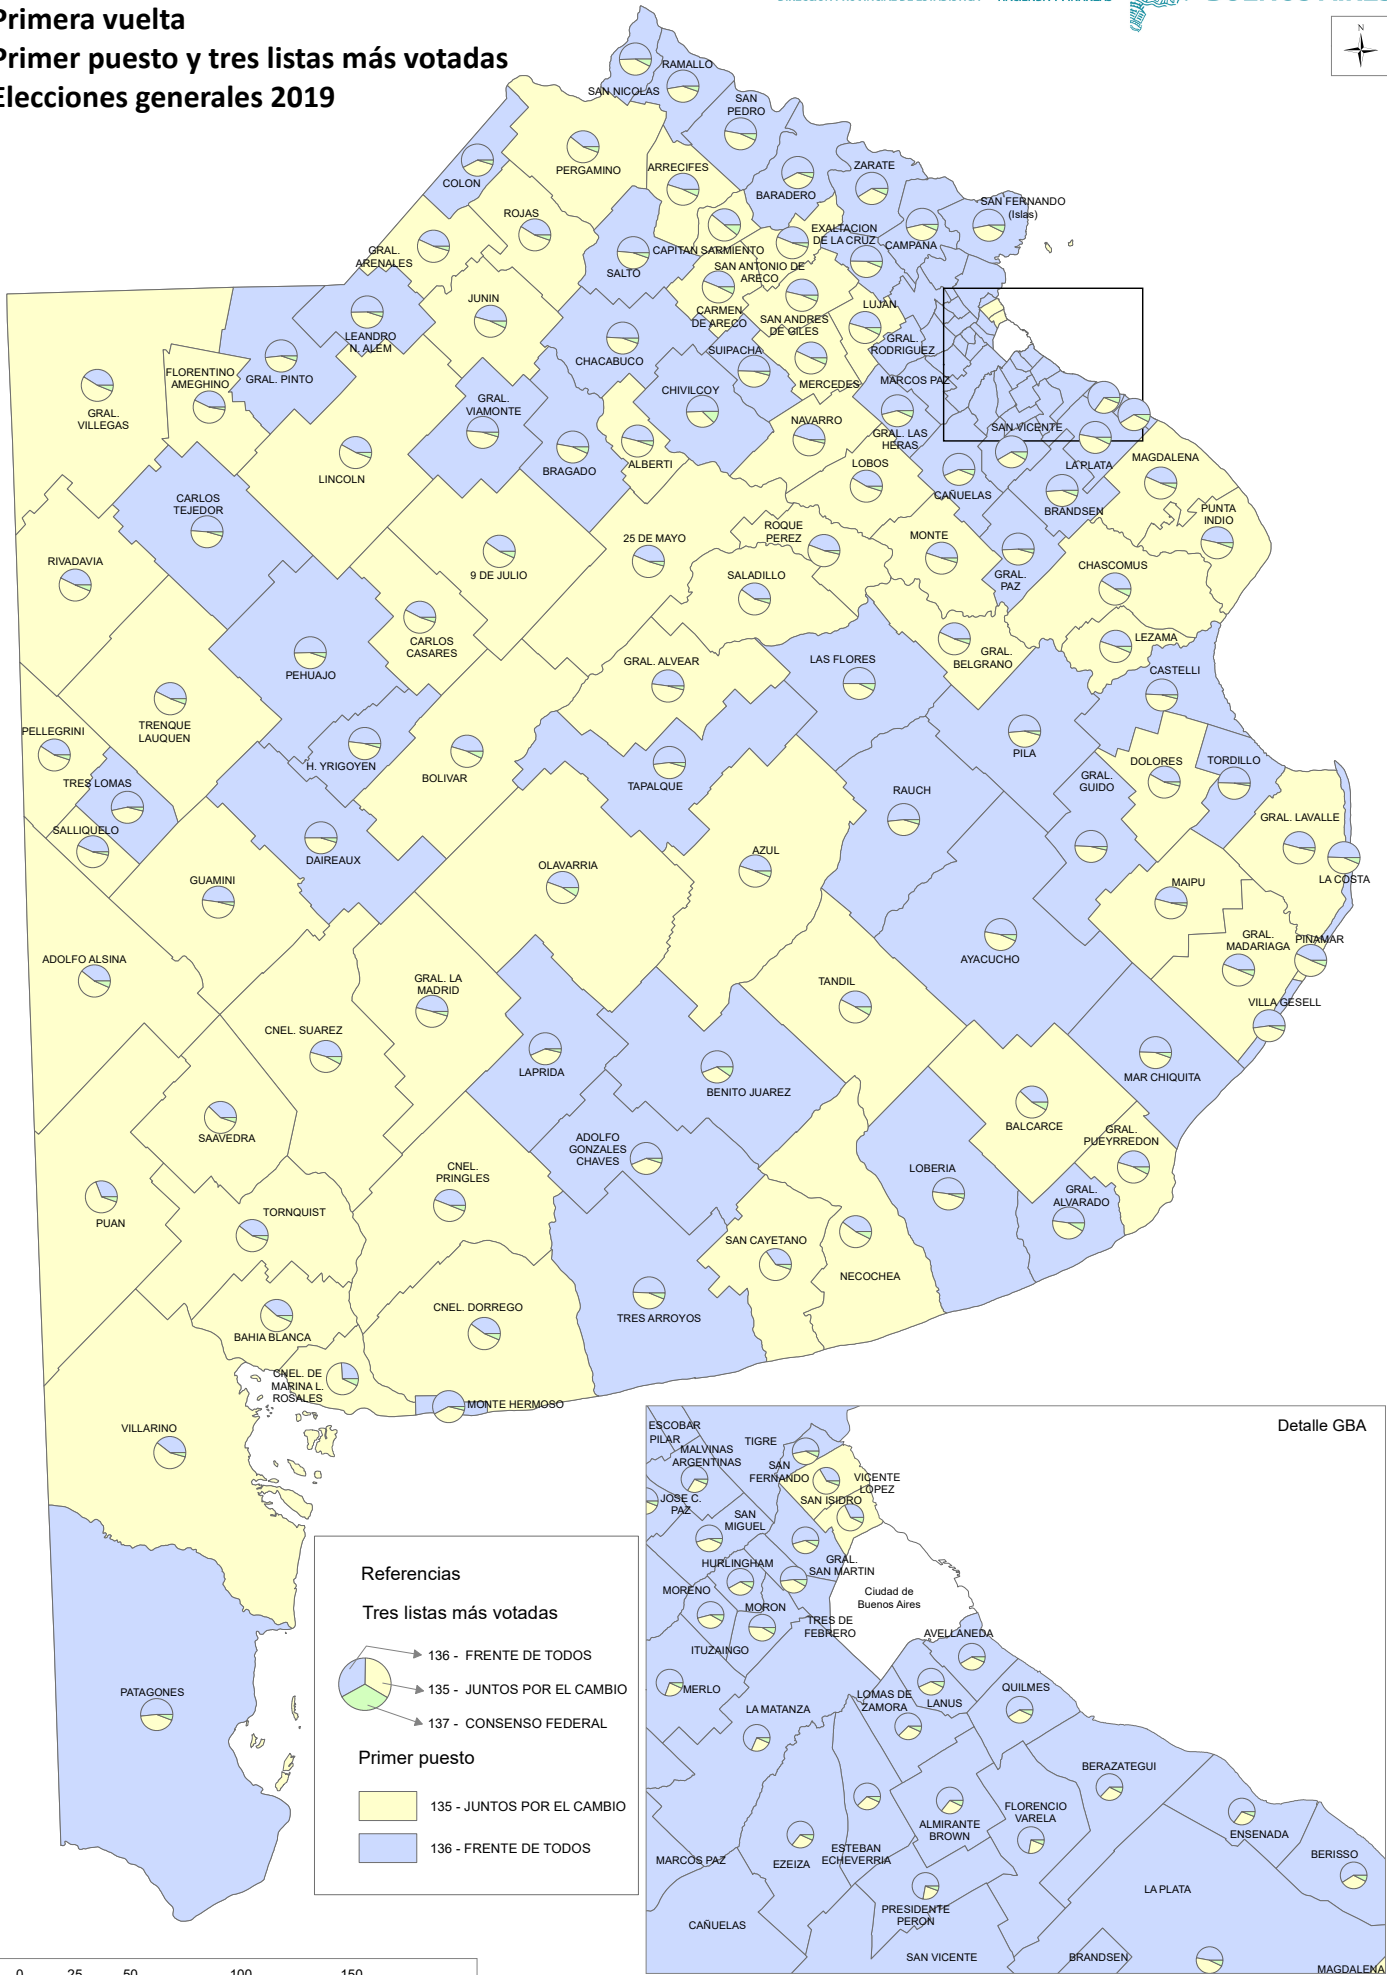 Primera vuelta
Primer puesto y tres listas más votadas
Elecciones generales 2019
N
SAN NICOLAS
RAMALLO
SAN
PEDRO
COLON
PERGAMINO
ARRECIFES
BARADERO
ZARATE
SAN FERNANDO
(Islas)
GRAL.
ARENALES
ROJAS
SALTO
CAPITAN SARMIENTO
EXALTACION
DE LA CRUZ
CAMPANA
SAN ANTONIO DE
ARECO
LEANDRO
N. ALEM
JUNIN
CARMEN
DE ARECO
SAN ANDRES
DE GILES
LUJAN
GRAL.
RODRIGUEZ
GRAL.
VILLEGAS
FLORENTINO
AMEGHINO
GRAL. PINTO
CHACABUCO
SUIPACHA
MERCEDES
MARCOS PAZ
GRAL.
VIAMONTE
CHIVILCOY
NAVARRO
GRAL. LAS
HERAS
SAN VICENTE
LINCOLN
BRAGADO
ALBERTI
LOBOS
CAÑUELAS
LA PLATA
BRANDSEN
MAGDALENA
PUNTA
INDIO
CARLOS
TEJEDOR
RIVADAVIA
9 DE JULIO
25 DE MAYO
ROQUE
PEREZ
SALADILLO
MONTE
GRAL.
PAZ
CHASCOMUS
CARLOS
CASARES
PEHUAJO
GRAL. ALVEAR
LAS FLORES
GRAL.
BELGRANO
LEZAMA
CASTELLI
TRENQUE
LAUQUEN
PELLEGRINI
TRES LOMAS
H. YRIGOYEN
BOLIVAR
TAPALQUE
RAUCH
PILA
GRAL.
GUIDO
DOLORES
TORDILLO
SALLIQUELO
GRAL. LAVALLE
LA COSTA
GUAMINI
DAIREAUX
OLAVARRIA
AZUL
MAIPU
GRAL.
MADARIAGA
PINAMAR
ADOLFO ALSINA
GRAL. LA
MADRID
TANDIL
AYACUCHO
VILLA GESELL
CNEL. SUAREZ
LAPRIDA
BENITO JUAREZ
MAR CHIQUITA
SAAVEDRA
ADOLFO
GONZALES
CHAVES
BALCARCE
GRAL.
PUEYRREDON
PUAN
CNEL.
PRINGLES
LOBERIA
GRAL.
ALVARADO
TORNQUIST
SAN CAYETANO
NECOCHEA
BAHIA BLANCA
CNEL. DORREGO
TRES ARROYOS
CNEL. DE
MARINA L.
ROSALES
MONTE HERMOSO
VILLARINO
PATAGONES
Referencias
Tres listas más votadas
136 - FRENTE DE TODOS
135 - JUNTOS POR EL CAMBIO
137 - CONSENSO FEDERAL
Primer puesto
135 - JUNTOS POR EL CAMBIO
136 - FRENTE DE TODOS
Detalle GBA
ESCOBAR
PILAR
MALVINAS
ARGENTINAS
TIGRE
SAN
FERNANDO
VICENTE
LOPEZ
SAN ISIDRO
JOSE C.
PAZ
SAN
MIGUEL
HURLINGHAM
GRAL.
SAN MARTIN
MORENO
MORON
Ciudad de
Buenos Aires
TRES DE
FEBRERO
ITUZAINGO
AVELLANEDA
MERLO
LA MATANZA
LOMAS DE
ZAMORA
LANUS
QUILMES
BERAZATEGUI
FLORENCIO
VARELA
ALMIRANTE
BROWN
ENSENADA
BERISSO
MARCOS PAZ
EZEIZA
ESTEBAN
ECHEVERRIA
LA PLATA
PRESIDENTE
PERON
CAÑUELAS
SAN VICENTE
BRANDSEN
MAGDALENA
0 25 50 100 150